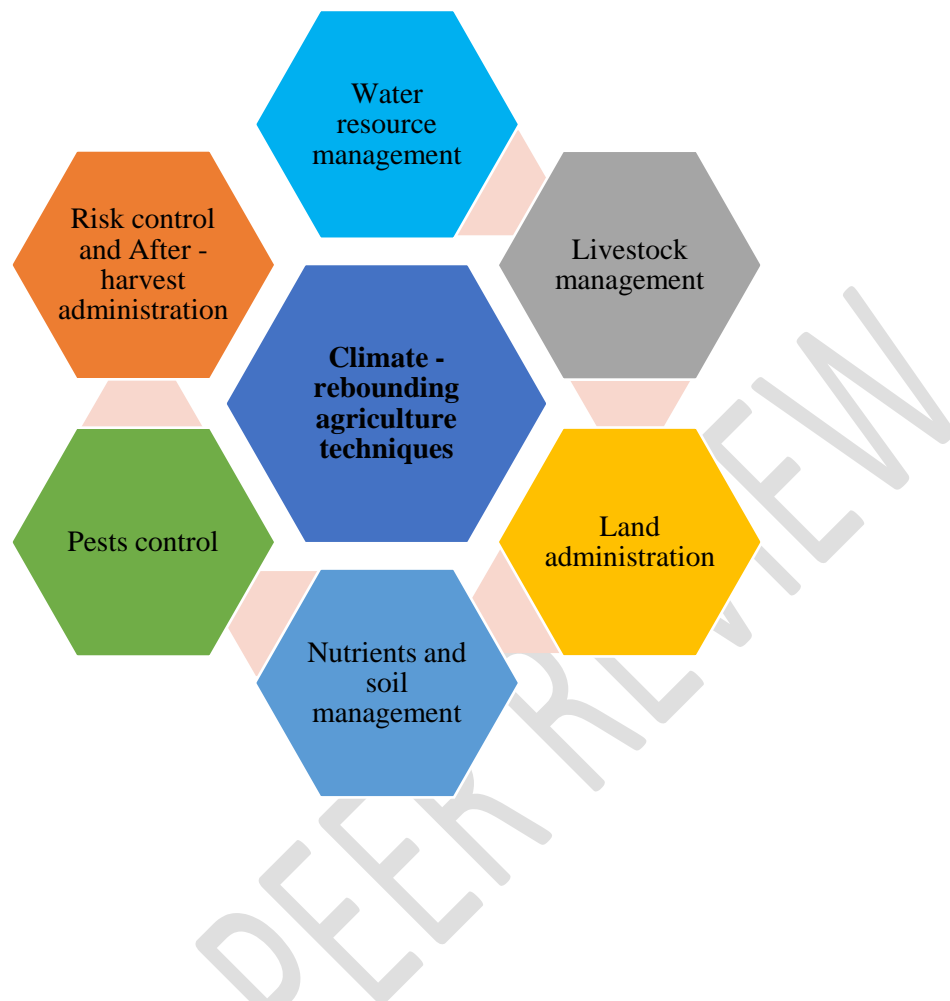 Water
resource
management
Risk control
and After -
harvest
administration
Livestock
management
Climate -
rebounding
agriculture
techniques
Pests control
Land
administration
Nutrients and
soil
management
PEER REVIEW